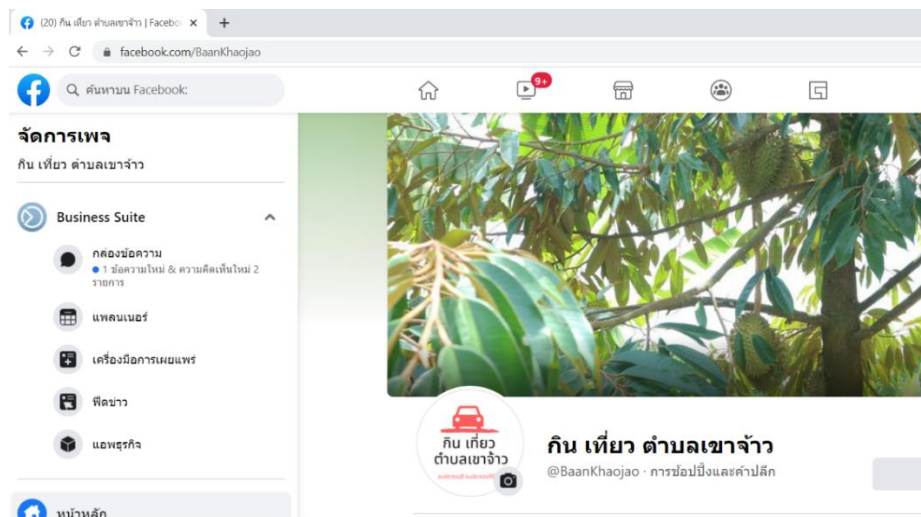 (20) กิน เที่ยว ตำบลเขาจ้าว | Facebo
facebook.com/BaanKhaojao
ค้นหาบน Facebook:
9+
จัดการเพจ
กิน เที่ยว ตำบลเขาจ้าว
Business Suite
กล่องข้อความ
1 ข้อความใหม่ & ความคิดเห็นใหม่ 2
รายการ
แพลนเนอร์
เครื่องมือการเผยแพร่
ฟีดข่าว
แอพธุรกิจ
หน้าหลัก
กิน เที่ยว
ตำบลเขาจ้าว
กิน เที่ยว ตำบลเขาจ้าว
@BaanKhaojao · การช้อปปิ้งและค้าปลีก